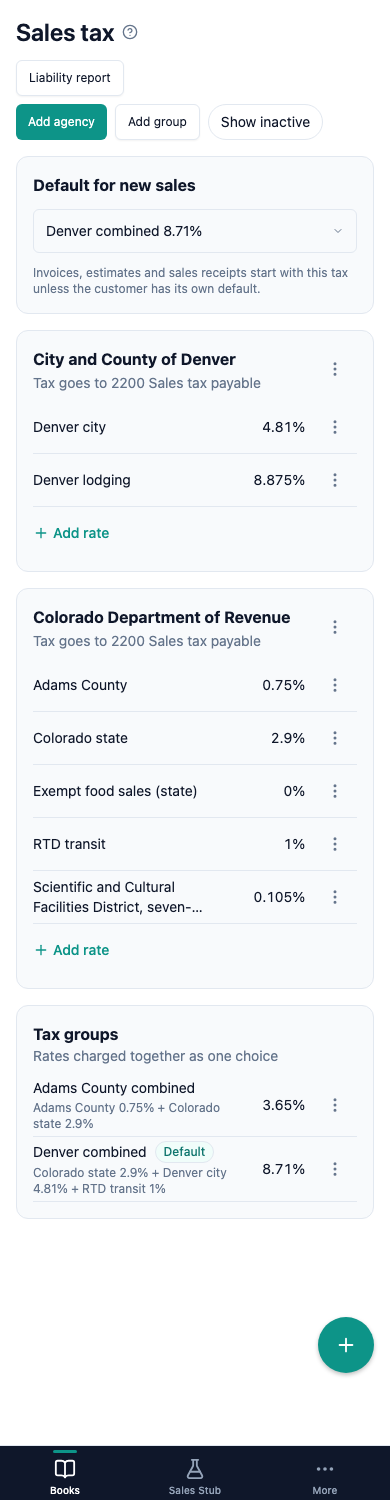 Sales tax
Liability report
Add agency
Add group
Show inactive
Default for new sales
Denver combined 8.71%
Invoices, estimates and sales receipts start with this tax
unless the customer has its own default.
City and County of Denver
Tax goes to 2200 Sales tax payable
Denver city 4.81%
Denver lodging 8.875%
+ Add rate
Colorado Department of Revenue
Tax goes to 2200 Sales tax payable
Adams County 0.75%
Colorado state 2.9%
Exempt food sales (state) 0%
RTD transit 1%
Scientific and Cultural
Facilities District, seven-... 0.105%
+ Add rate
Tax groups
Rates charged together as one choice
Adams County combined
Adams County 0.75% + Colorado
state 2.9%
3.65%
Denver combined Default
Colorado state 2.9% + Denver city
4.81% + RTD transit 1%
8.71%
Books
Sales Stub
More